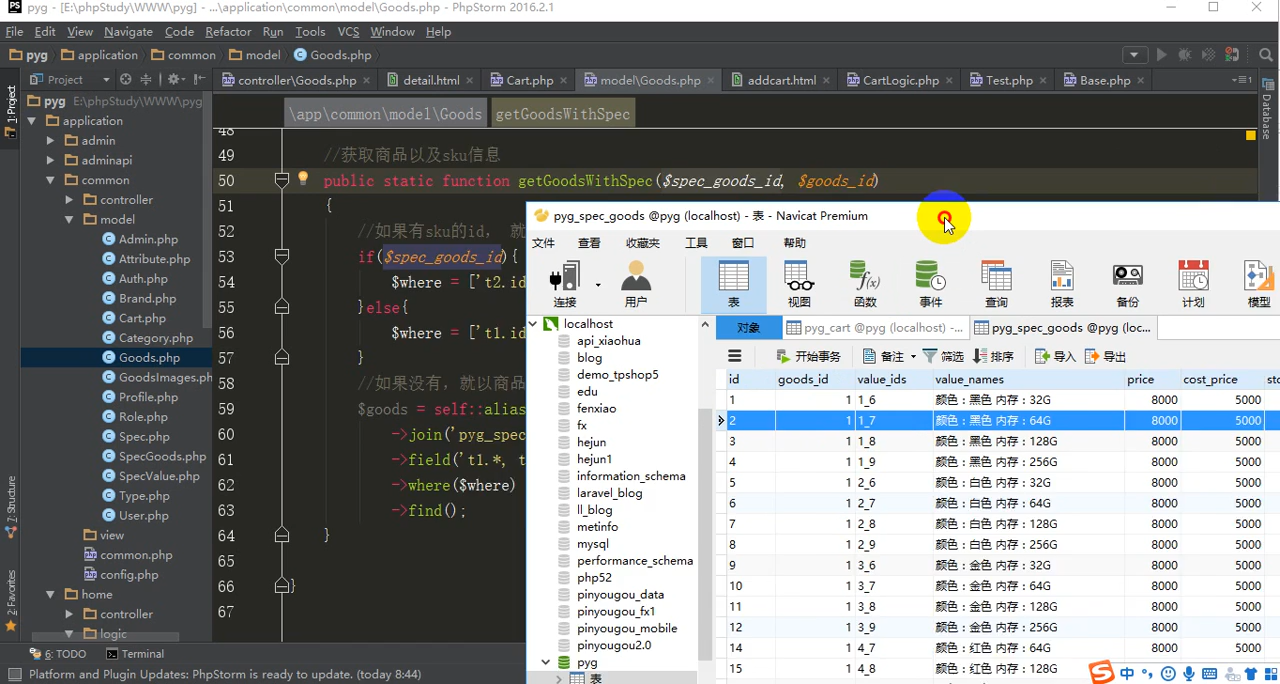 pyg - [E:\phpStudy\WWW\pyg] - ...\application\common\model\Goods.php - PhpStorm 2016.2.1
File Edit View Navigate Code Refactor Run Tools VCS Window Help
pyg application common model Goods.php
Project controller\Goods.php detail.html Cart.php model\Goods.php addcart.html CartLogic.php Test.php Base.php
1: Project
7: Structure
2: Favorites
Database
pyg E:\phpStudy\WWW\pyg
application
admin
adminapi
common
controller
model
Admin.php
Attribute.php
Auth.php
Brand.php
Cart.php
Category.php
Goods.php
GoodsImages.ph
Profile.php
Role.php
Spec.php
SpecGoods.php
SpecValue.php
Type.php
User.php
view
common.php
config.php
home
controller
logic
\app\common\model\Goods getGoodsWithSpec
48
49 //获取商品以及sku信息
50 public static function getGoodsWithSpec($spec_goods_id, $goods_id)
51 {
52 //如果有sku的id， 就
53 if($spec_goods_id){
54 $where = ['t2.id
55 }else{
56 $where = ['t1.id
57 }
58 //如果没有，就以商品
59 $goods = self::alias
60 ->join('pyg_spec
61 ->field('t1.*, t
62 ->where($where)
63 ->find();
64 }
65
66 }
67
6: TODO Terminal
Platform and Plugin Updates: PhpStorm is ready to update. (today 8:44)
pyg_spec_goods @pyg (localhost) - 表 - Navicat Premium
文件 查看 收藏夹 工具 窗口 帮助
连接 用户 表 视图 函数 事件 查询 报表 备份 计划 模型
localhost
api_xiaohua
blog
demo_tpshop5
edu
fenxiao
fx
hejun
hejun1
information_schema
laravel_blog
ll_blog
metinfo
mysql
performance_schema
php52
pinyougou_data
pinyougou_fx1
pinyougou_mobile
pinyougou2.0
pyg
表
对象 pyg_cart @pyg (localhost) -... pyg_spec_goods @pyg (loc...
开始事务 备注 筛选 排序 导入 导出
id goods_id value_ids value_names price cost_price sto
1 1 1_6 颜色：黑色 内存：32G 8000 5000
2 1 1_7 颜色：黑色 内存：64G 8000 5000
3 1 1_8 颜色：黑色 内存：128G 8000 5000
4 1 1_9 颜色：黑色 内存：256G 8000 5000
5 1 2_6 颜色：白色 内存：32G 8000 5000
6 1 2_7 颜色：白色 内存：64G 8000 5000
7 1 2_8 颜色：白色 内存：128G 8000 5000
8 1 2_9 颜色：白色 内存：256G 8000 5000
9 1 3_6 颜色：金色 内存：32G 8000 5000
10 1 3_7 颜色：金色 内存：64G 8000 5000
11 1 3_8 颜色：金色 内存：128G 8000 5000
12 1 3_9 颜色：金色 内存：256G 8000 5000
14 1 4_7 颜色：红色 内存：64G 8000 5000
15 1 4_8 颜色：红色 内存：128G 8000 5000
中